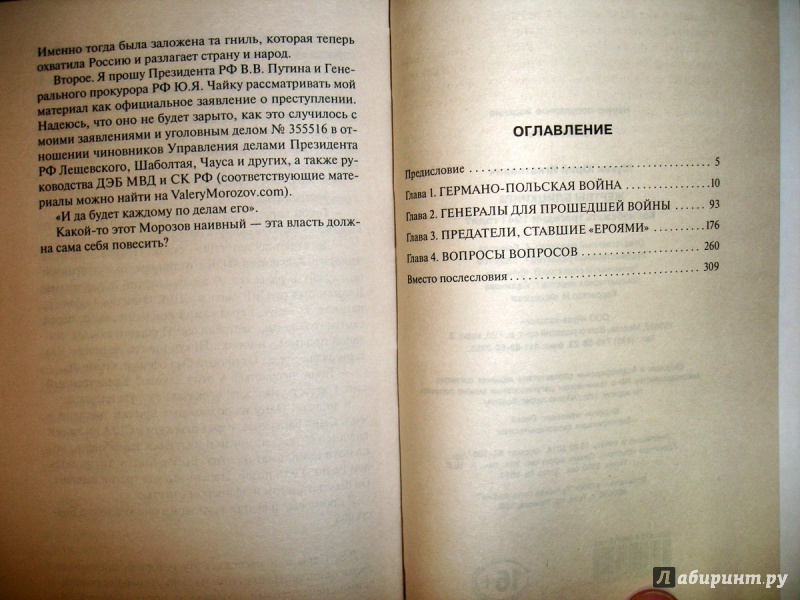 Именно тогда была заложена та гниль, которая теперь
охватила Россию и разлагает страну и народ.
Второе. Я прошу Президента РФ В.В. Путина и Гене-
рального прокурора РФ Ю.Я. Чайку рассматривать мой
материал как официальное заявление о преступлении.
Надеюсь, что оно не будет зарыто, как это случилось с
моими заявлениями и уголовным делом № 355516 в от-
ношении чиновников Управления делами Президента
РФ Лещевского, Шаболтая, Чауса и других, а также ру-
ководства ДЭБ МВД и СК РФ (соответствующие мате-
риалы можно найти на ValeryMorozov.com).
«И да будет каждому по делам его».
Какой-то этот Морозов наивный — эта власть долж-
на сама себя повесить?
ОГЛАВЛЕНИЕ
Предисловие 5
Глава 1. ГЕРМАНО-ПОЛЬСКАЯ ВОЙНА 10
Глава 2. ГЕНЕРАЛЫ ДЛЯ ПРОШЕДШЕЙ ВОЙНЫ 93
Глава 3. ПРЕДАТЕЛИ, СТАВШИЕ «ЕРОЯМИ» 176
Глава 4. ВОПРОСЫ ВОПРОСОВ 260
Вместо послесловия 309
16+
Лабиринт.ру